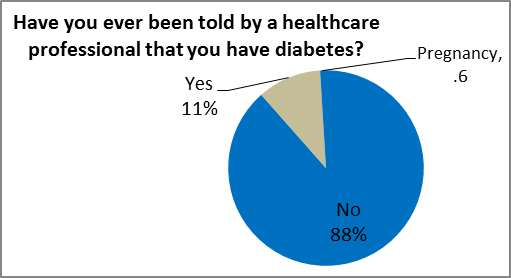 Have you ever been told by a healthcare
professional that you have diabetes?
Pregnancy,
.6
Yes
11%
No
88%